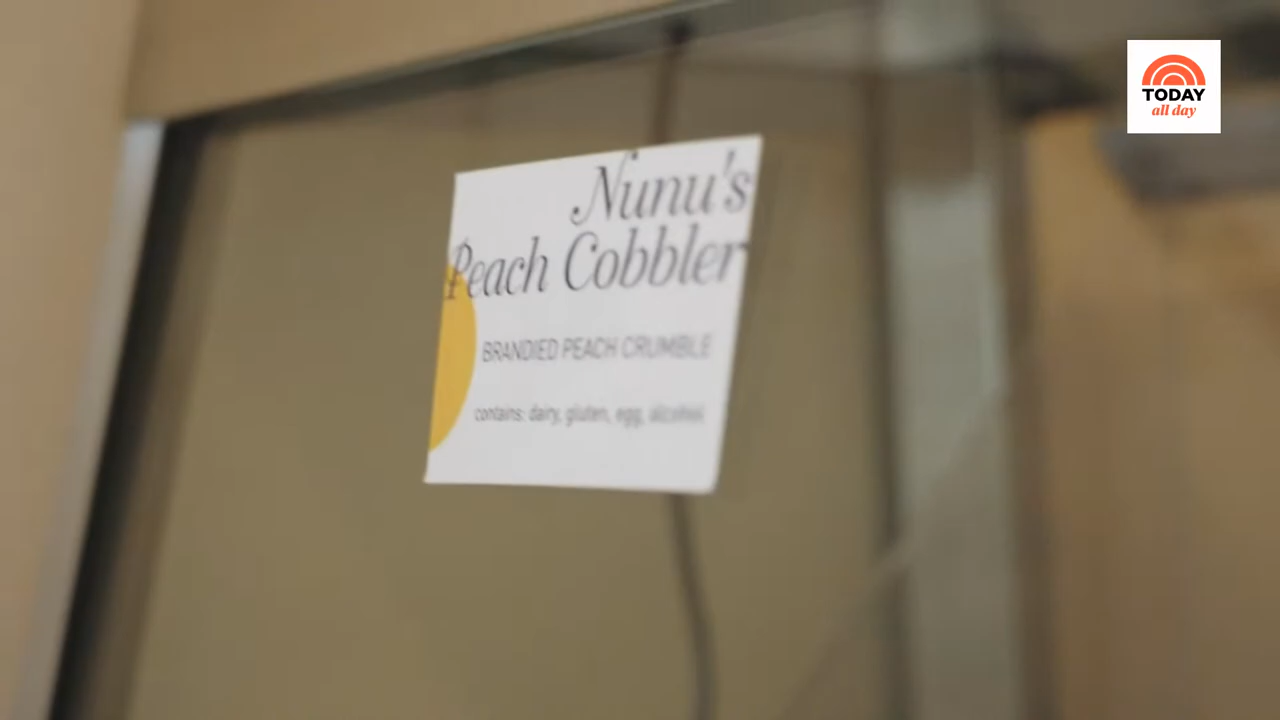 Nunu's
Peach Cobbler
BRANDIED PEACH CRUMBLE
contains: dairy, gluten, egg, alcohol
TODAY
all day